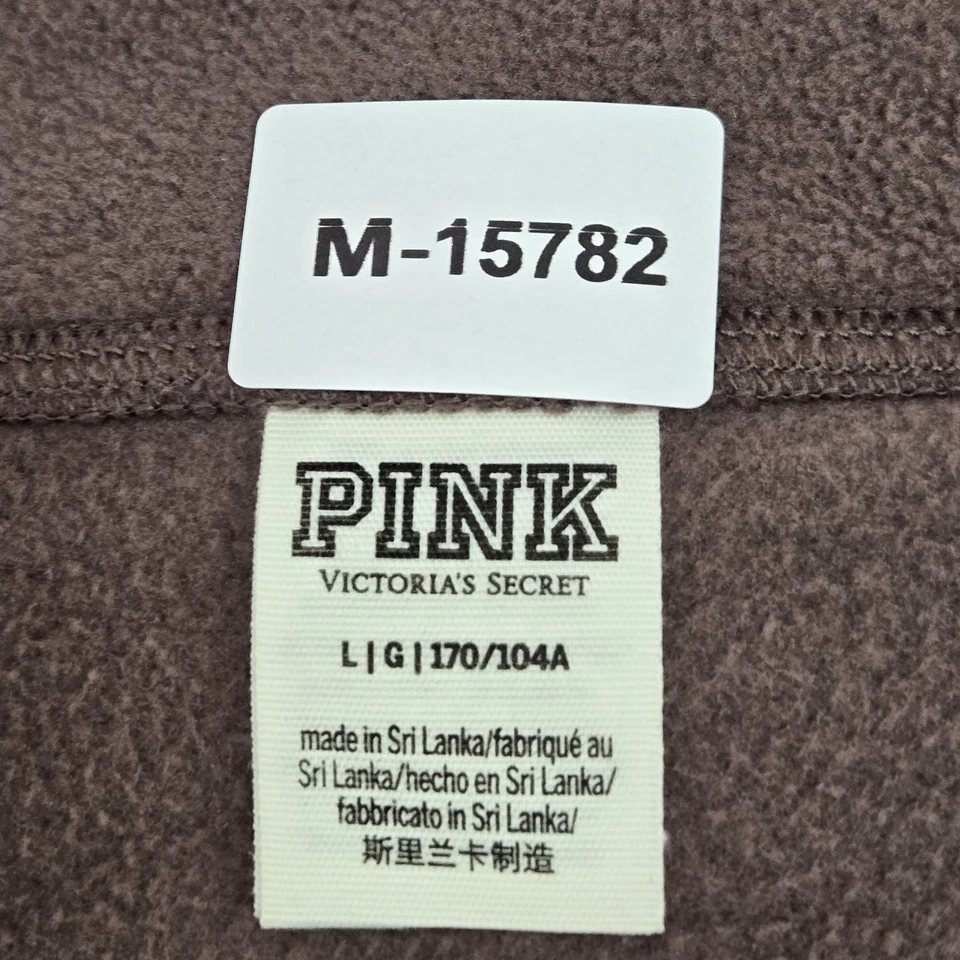 M-15782
PINK
VICTORIA'S SECRET
L | G | 170/104A
made in Sri Lanka/fabriqué au
Sri Lanka/hecho en Sri Lanka/
fabbricato in Sri Lanka/
斯里兰卡制造